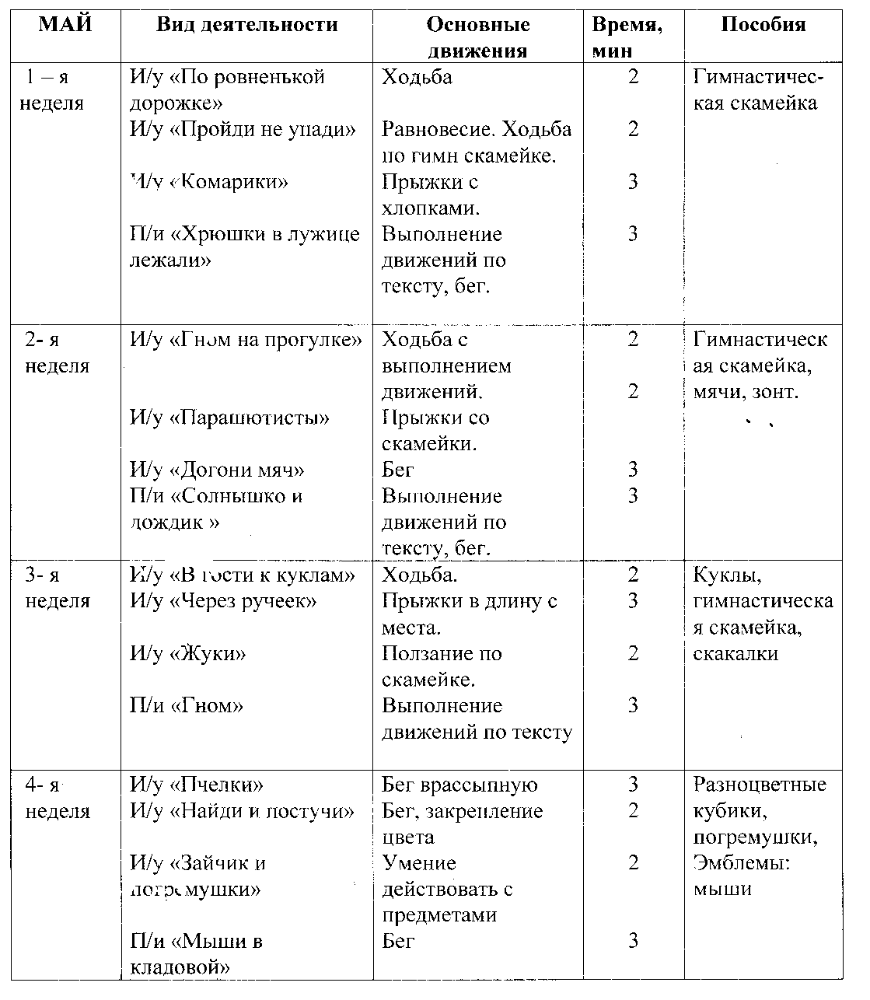 МАЙ Вид деятельности Основные движения Время, мин Пособия
1 – я неделя
И/у «По ровненькой дорожке» Ходьба 2 Гимнастичес-
кая скамейка
И/у «Пройди не упади» Равновесие. Ходьба 2
по гимн скамейке.
И/у «Комарики» Прыжки с 3
хлопками.
П/и «Хрюшки в лужице Выполнение 3
лежали» движений по
тексту, бег.
2- я И/у «Гном на прогулке» Ходьба с 2 Гимнастическ
неделя выполнением ая скамейка,
движений. 2 мячи, зонт.
И/у «Парашютисты» Прыжки со
скамейки.
И/у «Догони мяч» Бег 3
П/и «Солнышко и Выполнение 3
дождик » движений по
тексту, бег.
3- я И/у «В гости к куклам» Ходьба. 2 Куклы,
неделя И/у «Через ручеек» Прыжки в длину с 3 гимнастическа
места. я скамейка,
И/у «Жуки» Ползание по 2 скакалки
скамейке.
П/и «Гном» Выполнение 3
движений по тексту
4- я И/у «Пчелки» Бег врассыпную 3 Разноцветные
неделя И/у «Найди и постучи» Бег, закрепление 2 кубики,
цвета погремушки,
И/у «Зайчик и Умение 2 Эмблемы:
погремушки» действовать с мыши
предметами
П/и «Мыши в Бег 3
кладовой»